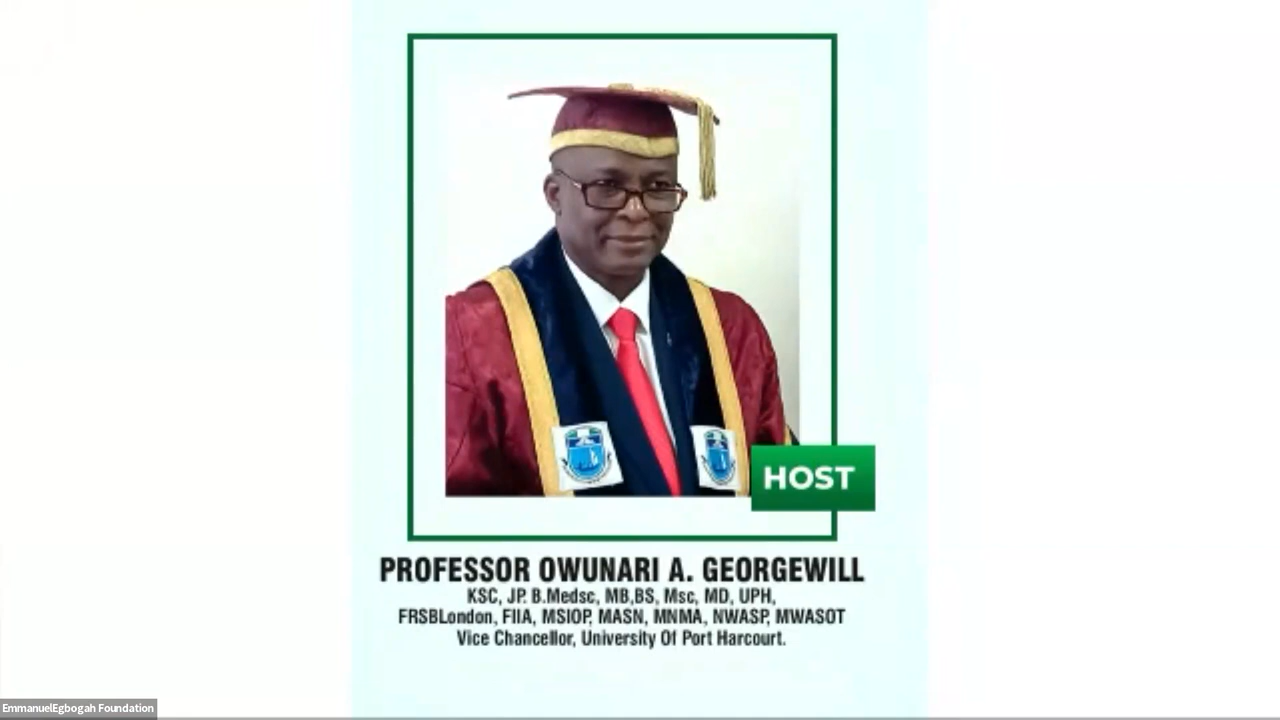 HOST
PROFESSOR OWUNARI A. GEORGEWILL
KSC, JP. B.Medsc, MB,BS, Msc, MD, UPH,
FRSBLondon, FIIA, MSIOP, MASN, MNMA, NWASP, MWASOT
Vice Chancellor, University Of Port Harcourt.
EmmanuelEgbogah Foundation